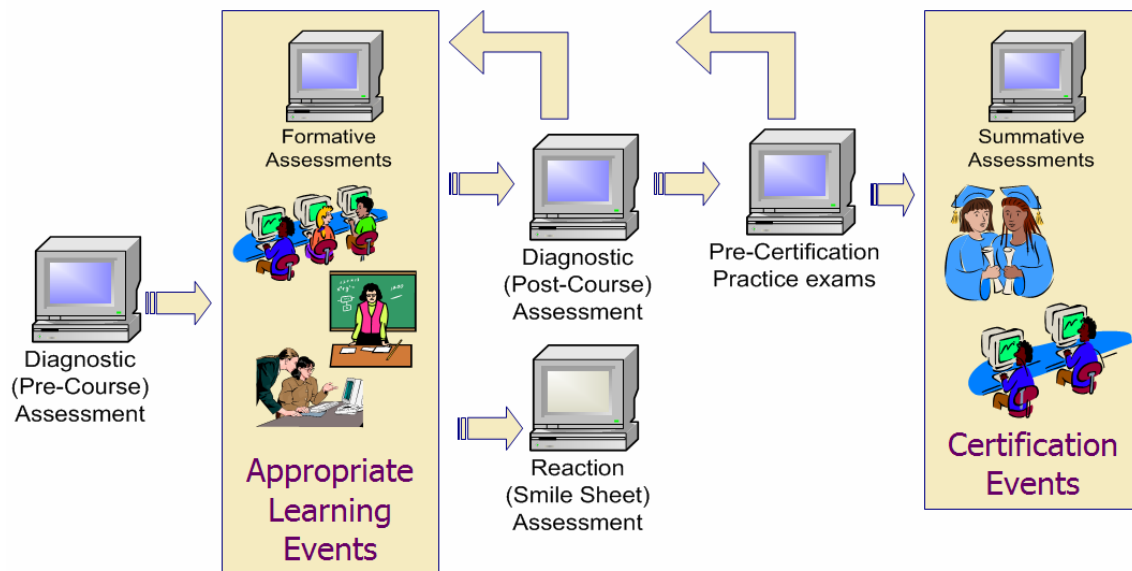 Diagnostic
(Pre-Course)
Assessment
Formative
Assessments
Appropriate
Learning
Events
Diagnostic
(Post-Course)
Assessment
Reaction
(Smile Sheet)
Assessment
Pre-Certification
Practice exams
Summative
Assessments
Certification
Events